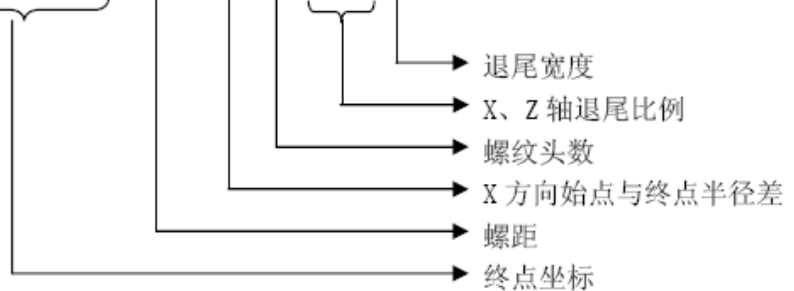 退尾宽度
X、Z 轴退尾比例
螺纹头数
X 方向始点与终点半径差
螺距
终点坐标